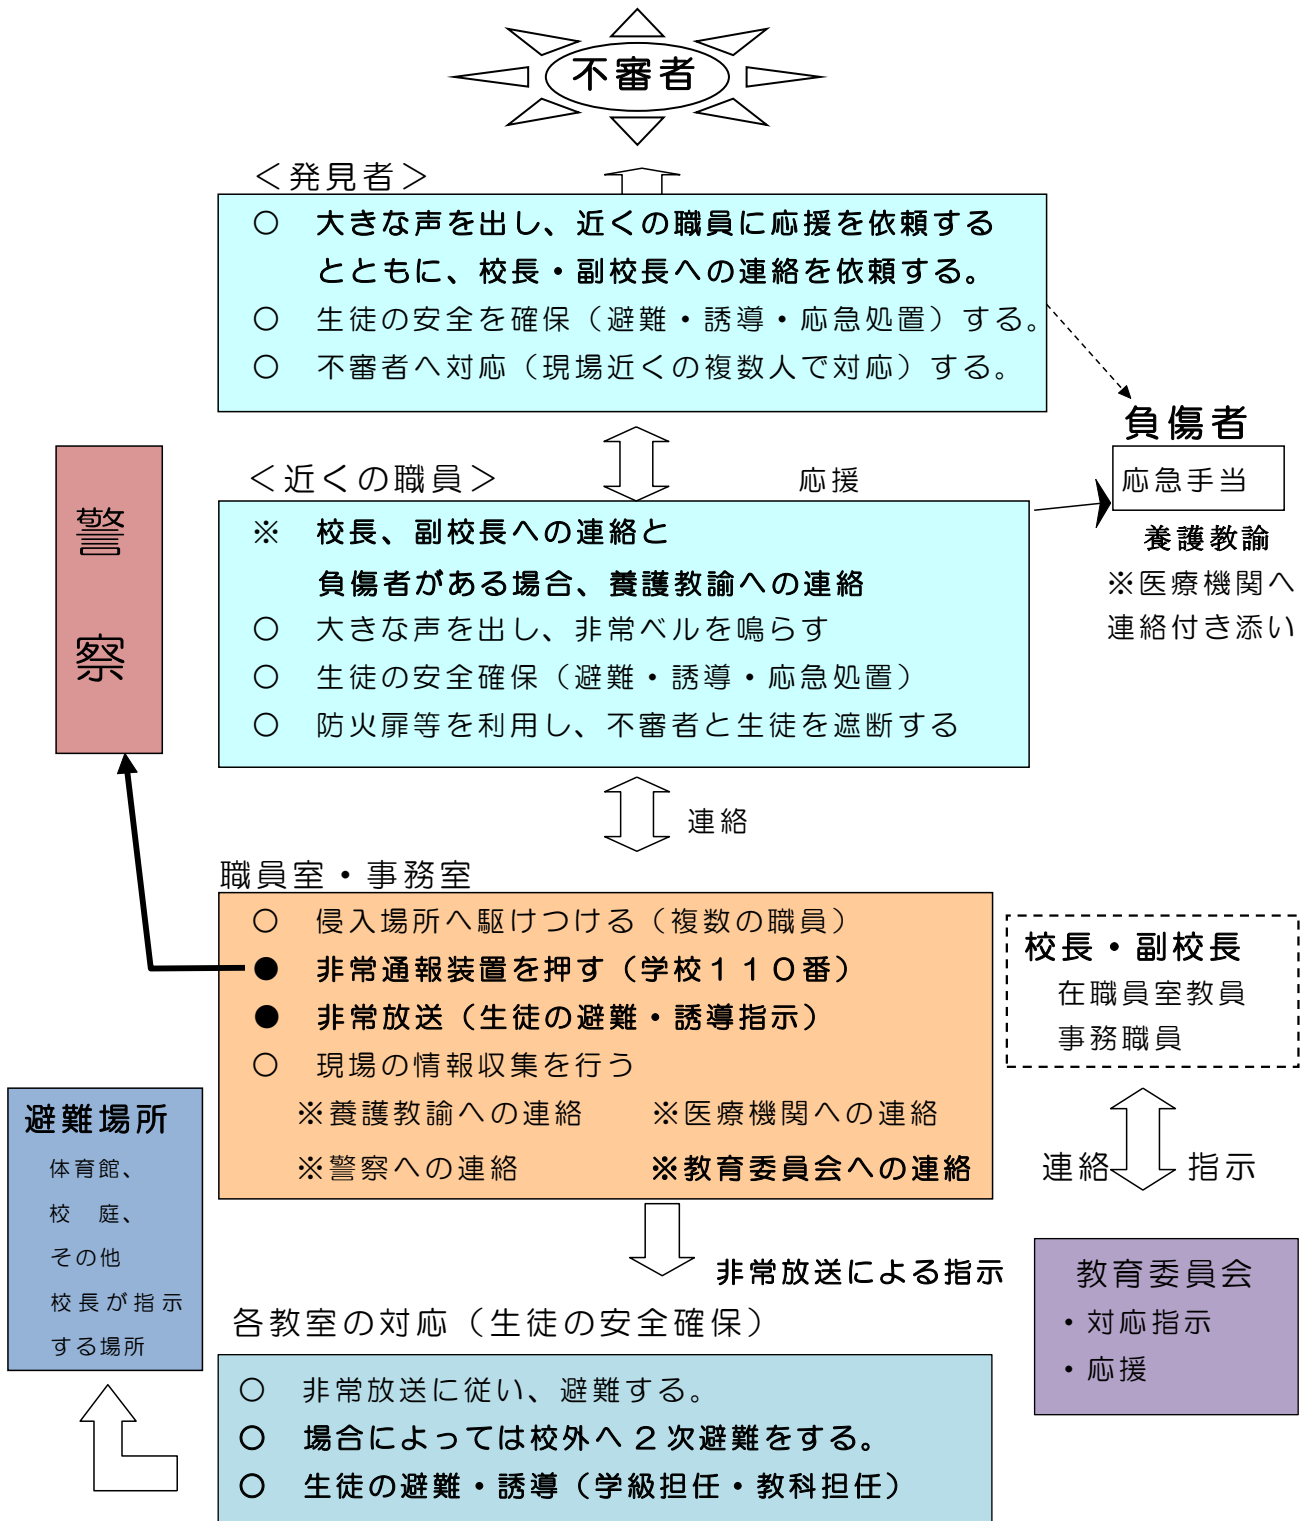 不審者
＜発見者＞
○　大きな声を出し、近くの職員に応援を依頼する
とともに、校長・副校長への連絡を依頼する。
○　生徒の安全を確保（避難・誘導・応急処置）する。
○　不審者へ対応（現場近くの複数人で対応）する。
負傷者
応急手当
養護教諭
※医療機関へ
連絡付き添い
警
察
＜近くの職員＞
応援
※　校長、副校長への連絡と
負傷者がある場合、養護教諭への連絡
○　大きな声を出し、非常ベルを鳴らす
○　生徒の安全確保（避難・誘導・応急処置）
○　防火扉等を利用し、不審者と生徒を遮断する
連絡
職員室・事務室
○　侵入場所へ駆けつける（複数の職員）
●　非常通報装置を押す（学校１１０番）
●　非常放送（生徒の避難・誘導指示）
○　現場の情報収集を行う
※養護教諭への連絡　　※医療機関への連絡
※警察への連絡　　※教育委員会への連絡
校長・副校長
在職員室教員
事務職員
連絡　指示
教育委員会
・対応指示
・応援
避難場所
体育館、
校　庭、
その他
校長が指示
する場所
非常放送による指示
各教室の対応（生徒の安全確保）
○　非常放送に従い、避難する。
○　場合によっては校外へ２次避難をする。
○　生徒の避難・誘導（学級担任・教科担任）